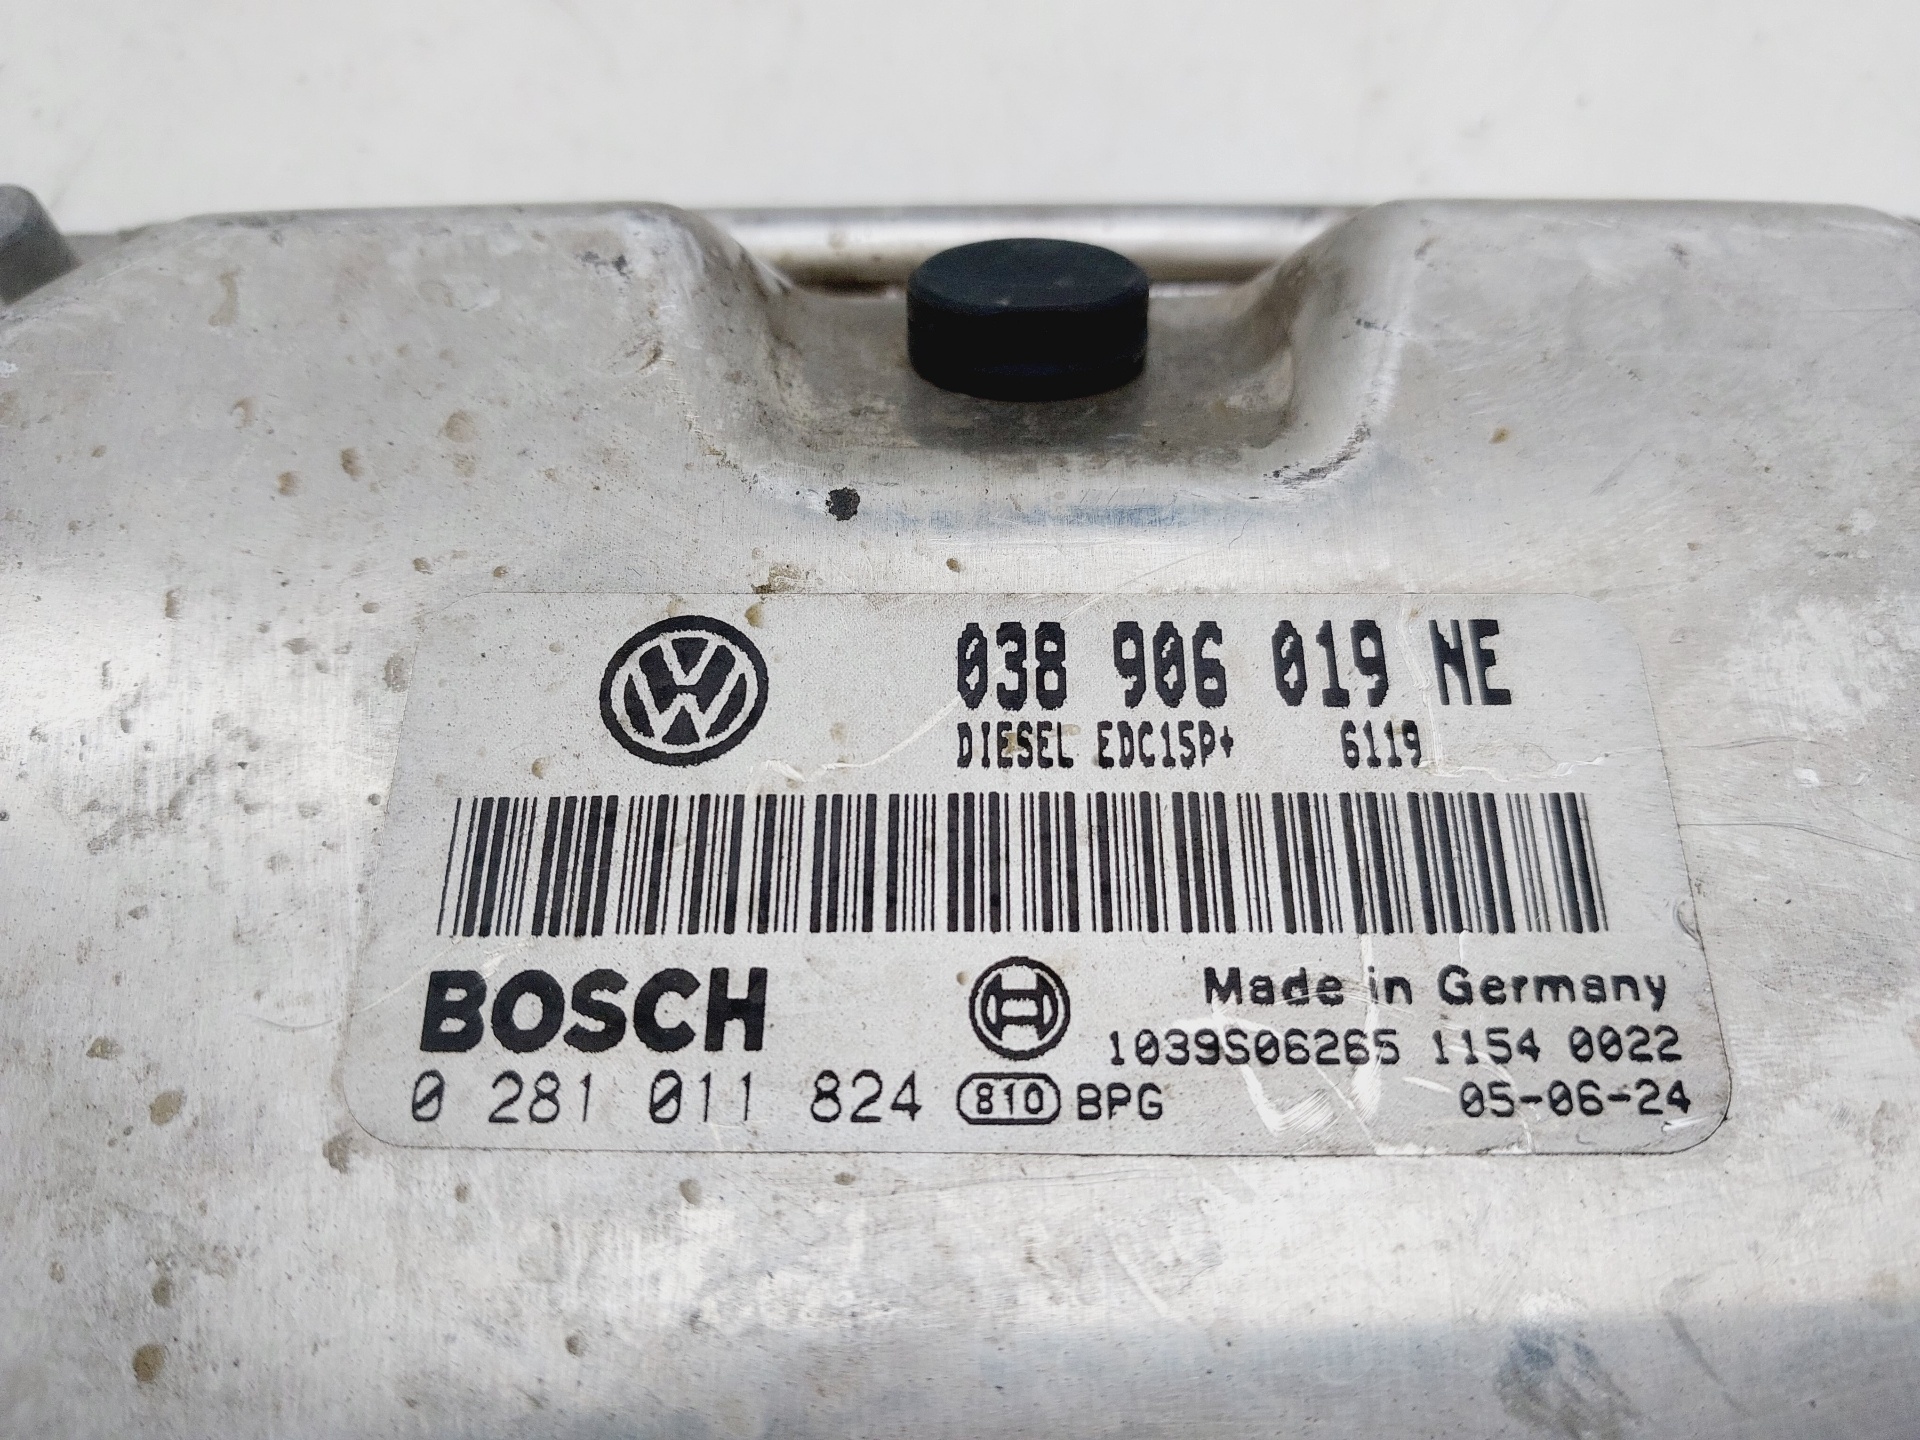 038 906 019 NE
DIESEL EDC15P+ 6119
BOSCH
Made in Germany
1039S06265 1154 0022
0 281 011 824 810 BPG 05-06-24